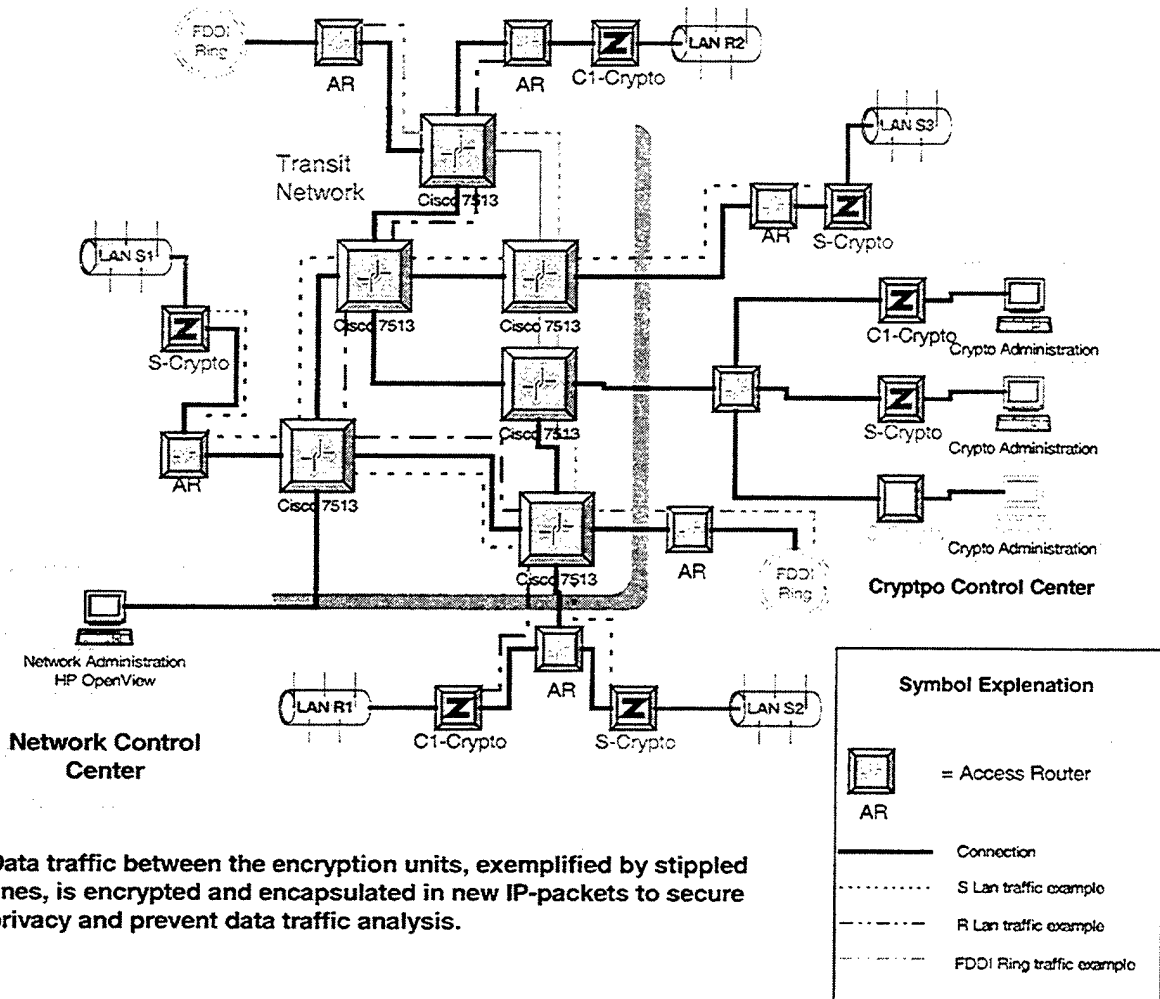 FDDI
Ring
AR
AR
C1-Crypto
LAN R2
LAN S3
Transit
Network
Cisco 7513
AR
S-Crypto
LAN S1
Cisco 7513
Cisco 7513
S-Crypto
C1-Crypto
Crypto Administration
Cisco 7513
S-Crypto
Crypto Administration
AR
Cisco 7513
Cisco 7513
AR
FDDI
Ring
Crypto Administration
Cryptpo Control Center
Network Administration
HP OpenView
AR
LAN R1
C1-Crypto
S-Crypto
LAN S2
Network Control
Center
Symbol Explenation
= Access Router
AR
Connection
S Lan traffic example
R Lan traffic example
FDDI Ring traffic example
Data traffic between the encryption units, exemplified by stippled
ines, is encrypted and encapsulated in new IP-packets to secure
privacy and prevent data traffic analysis.